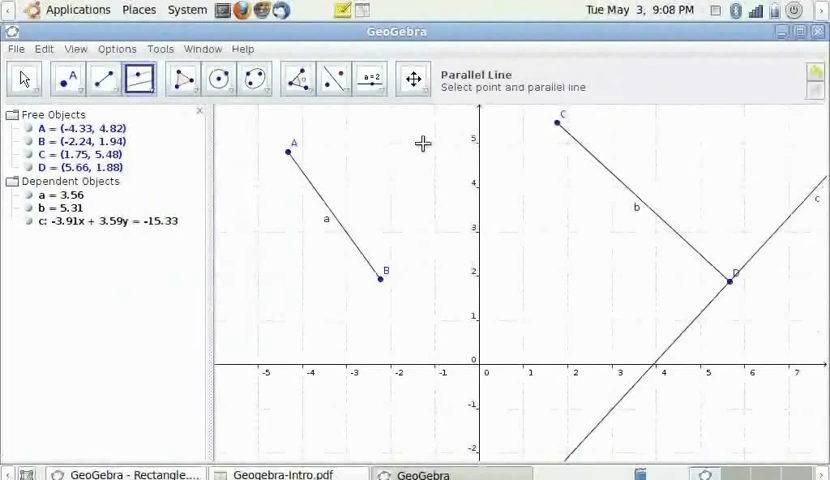 Applications Places System Tue May 3, 9:08 PM
GeoGebra
File Edit View Options Tools Window Help
A a=2 Parallel Line
Select point and parallel line
Free Objects
A = (-4.33, 4.82)
B = (-2.24, 1.94)
C = (1.75, 5.48)
D = (5.66, 1.88)
Dependent Objects
a = 3.56
b = 5.31
c: -3.91x + 3.59y = -15.33
C
5
A
4
c
b
a
3
B
D
2
1
0
-5 -4 -3 -2 -1 0 1 2 3 4 5 6 7
-1
-2
GeoGebra - Rectangle.... Geogebra-Intro.pdf GeoGebra